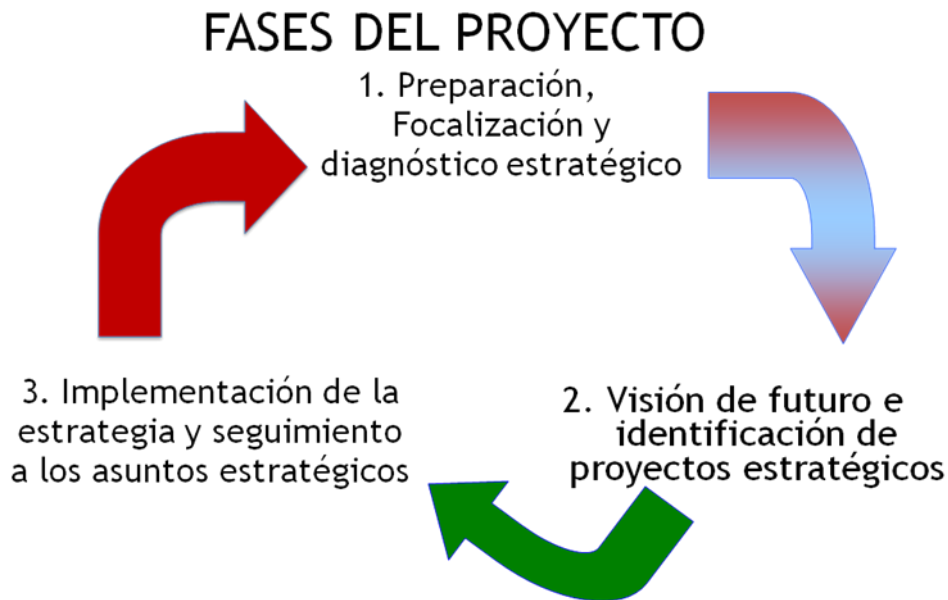 FASES DEL PROYECTO
1. Preparación,
Focalización y
diagnóstico estratégico
2. Visión de futuro e
identificación de
proyectos estratégicos
3. Implementación de la
estrategia y seguimiento
a los asuntos estratégicos